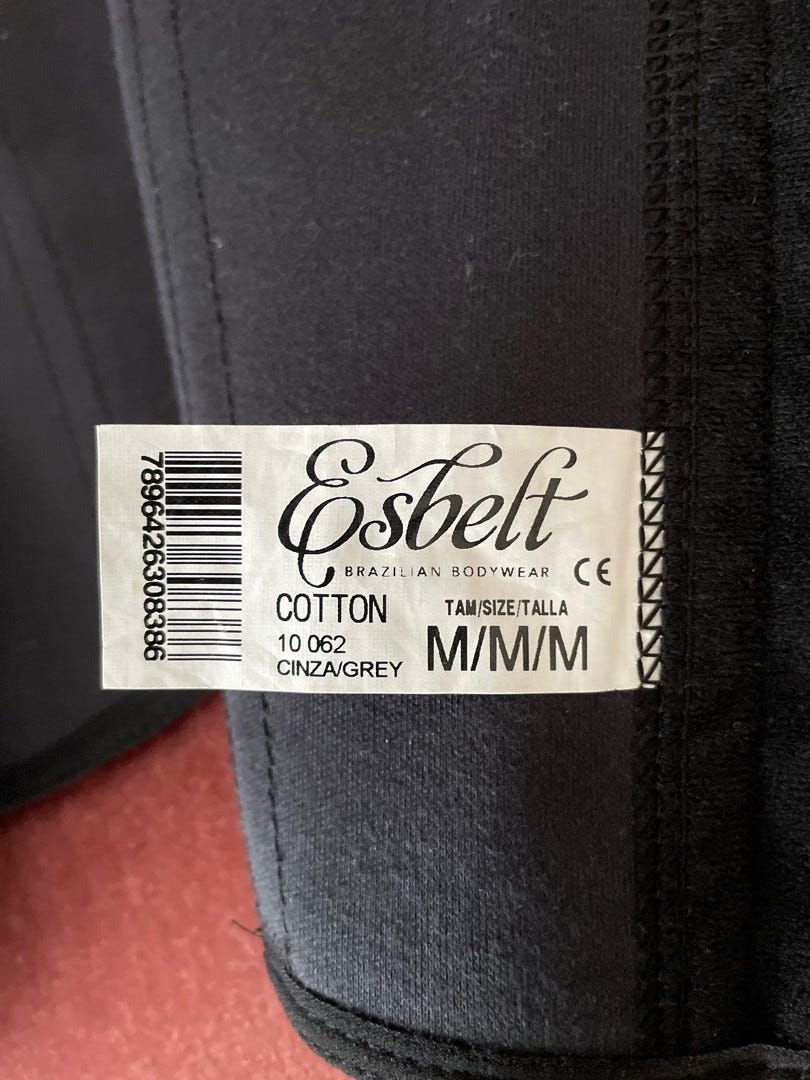 Esbelt
BRAZILIAN BODYWEAR
CE
COTTON
10 062
CINZA/GREY
TAM/SIZE/TALLA
M/M/M
7896426308386